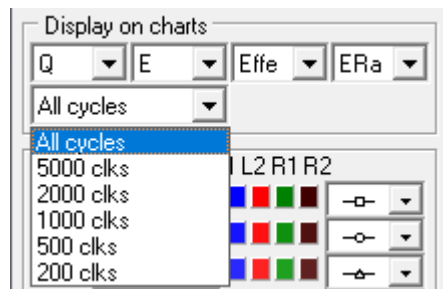 Display on charts
Q E Effe ERa
All cycles
All cycles
5000 clks
L2 R1 R2
2000 clks
1000 clks
500 clks
200 clks